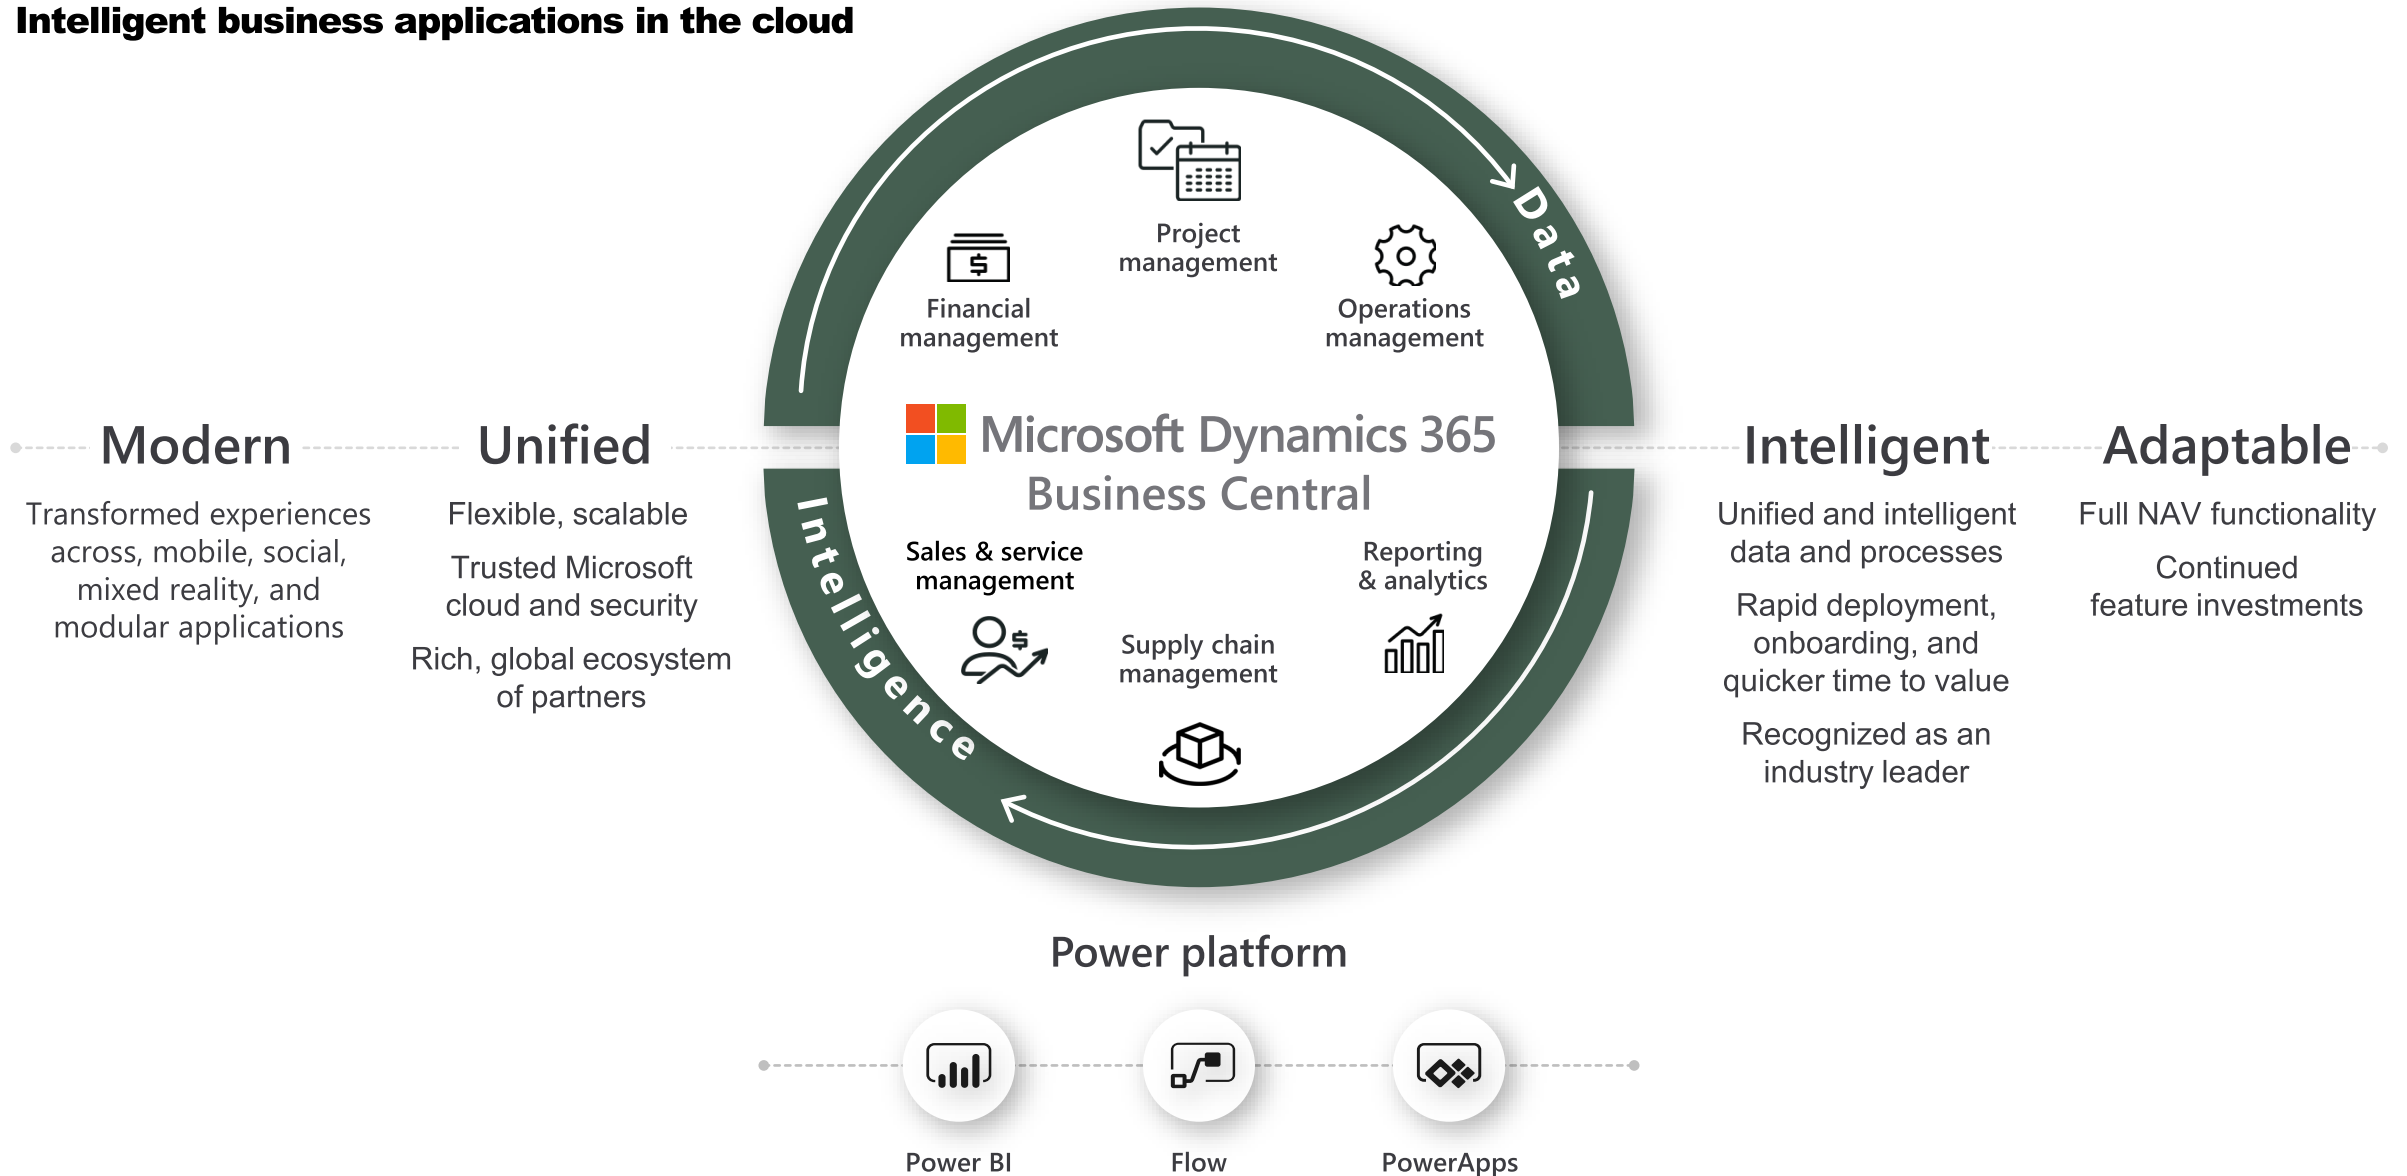 Intelligent business applications in the cloud
Data
Project
management
Financial
management
Operations
management
Microsoft Dynamics 365
Business Central
Sales & service
management
Reporting
& analytics
Supply chain
management
Intelligence
Modern
Transformed experiences
across, mobile, social,
mixed reality, and
modular applications
Unified
Flexible, scalable
Trusted Microsoft
cloud and security
Rich, global ecosystem
of partners
Intelligent
Unified and intelligent
data and processes
Rapid deployment,
onboarding, and
quicker time to value
Recognized as an
industry leader
Adaptable
Full NAV functionality
Continued
feature investments
Power platform
Power BI
Flow
PowerApps